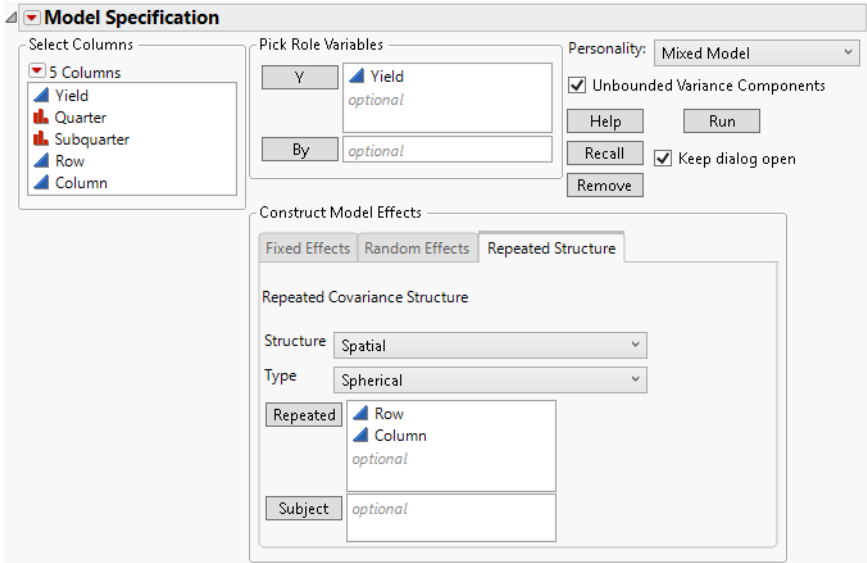 Model Specification
Select Columns
5 Columns
Yield
Quarter
Subquarter
Row
Column
Pick Role Variables
Y
Yield
optional
By
optional
Personality: Mixed Model
Unbounded Variance Components
Help
Run
Recall
Keep dialog open
Remove
Construct Model Effects
Fixed Effects
Random Effects
Repeated Structure
Repeated Covariance Structure
Structure Spatial
Type Spherical
Repeated
Row
Column
optional
Subject
optional